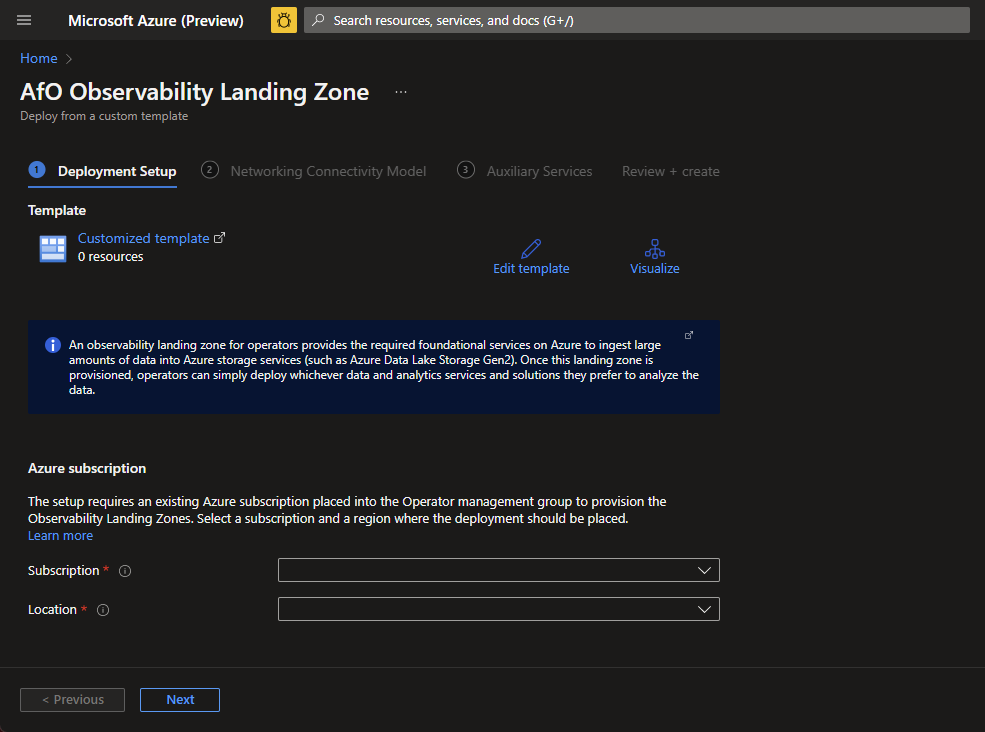 Microsoft Azure (Preview)
Search resources, services, and docs (G+/)
Home
AfO Observability Landing Zone ...
Deploy from a custom template
1 Deployment Setup
2 Networking Connectivity Model
3 Auxiliary Services
Review + create
Template
Customized template
0 resources
Edit template
Visualize
An observability landing zone for operators provides the required foundational services on Azure to ingest large
amounts of data into Azure storage services (such as Azure Data Lake Storage Gen2). Once this landing zone is
provisioned, operators can simply deploy whichever data and analytics services and solutions they prefer to analyze the
data.
Azure subscription
The setup requires an existing Azure subscription placed into the Operator management group to provision the
Observability Landing Zones. Select a subscription and a region where the deployment should be placed.
Learn more
Subscription *
Location *
< Previous
Next